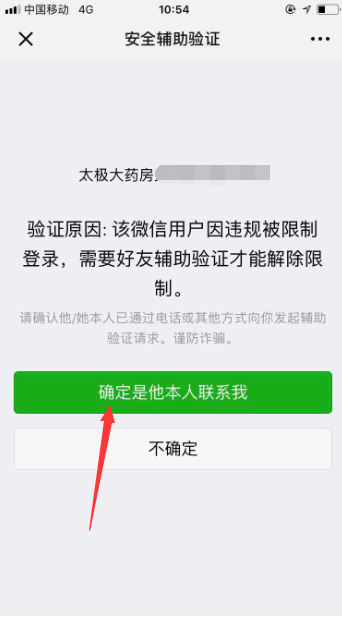 中国移动 4G 10:54
安全辅助验证
太极大药房
验证原因: 该微信用户因违规被限制
登录，需要好友辅助验证才能解除限
制。
请确认他/她本人已通过电话或其他方式向你发起辅助
验证请求。谨防诈骗。
确定是他本人联系我
不确定